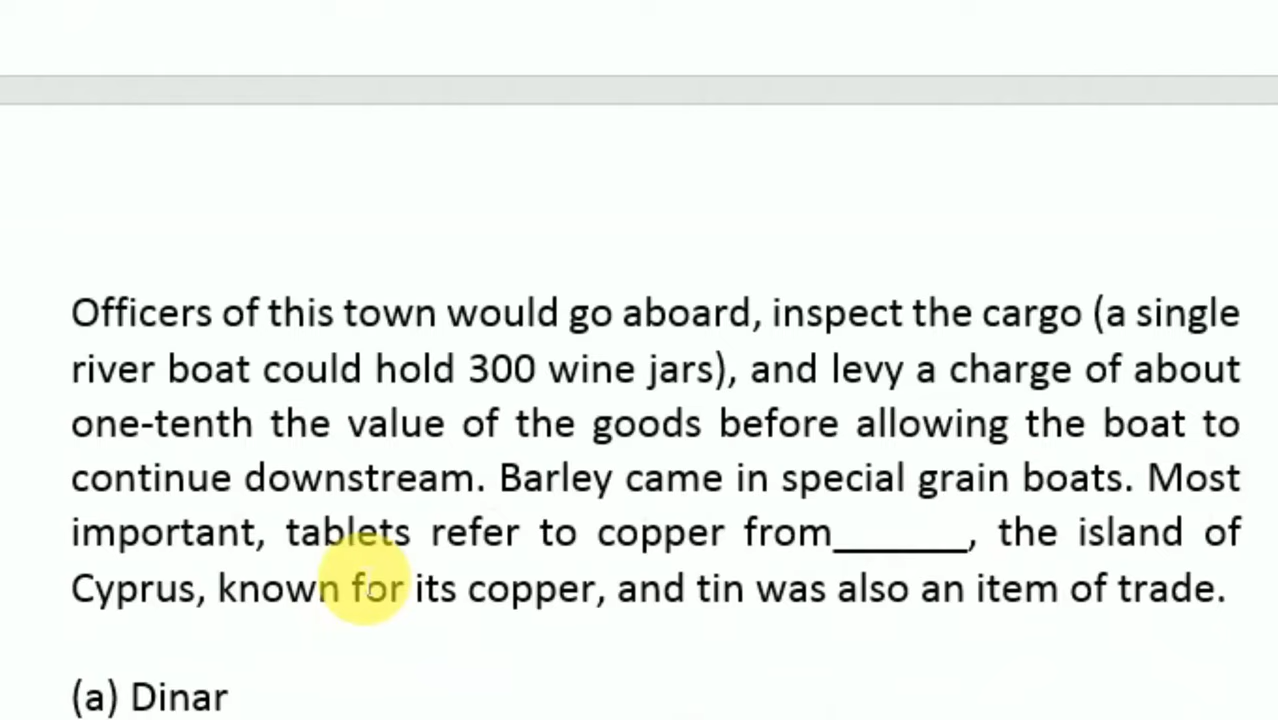 Officers of this town would go aboard, inspect the cargo (a single
river boat could hold 300 wine jars), and levy a charge of about
one-tenth the value of the goods before allowing the boat to
continue downstream. Barley came in special grain boats. Most
important, tablets refer to copper from______, the island of
Cyprus, known for its copper, and tin was also an item of trade.
(a) Dinar